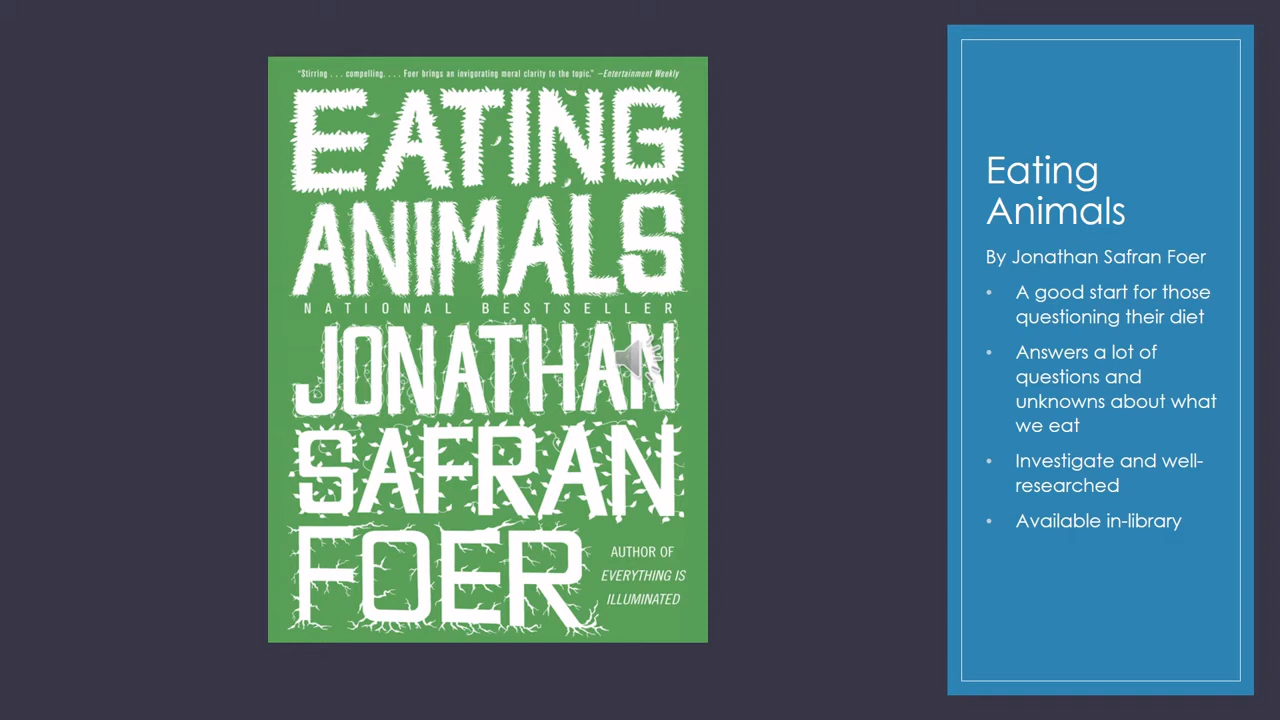 "Stirring . . . compelling. . . . Foer brings an invigorating moral clarity to the topic." —Entertainment Weekly
EATING
ANIMALS
NATIONAL BESTSELLER
JONATHAN
SAFRAN
FOER
AUTHOR OF
EVERYTHING IS
ILLUMINATED
Eating
Animals
By Jonathan Safran Foer
• A good start for those
questioning their diet
• Answers a lot of
questions and
unknowns about what
we eat
• Investigate and well-
researched
• Available in-library